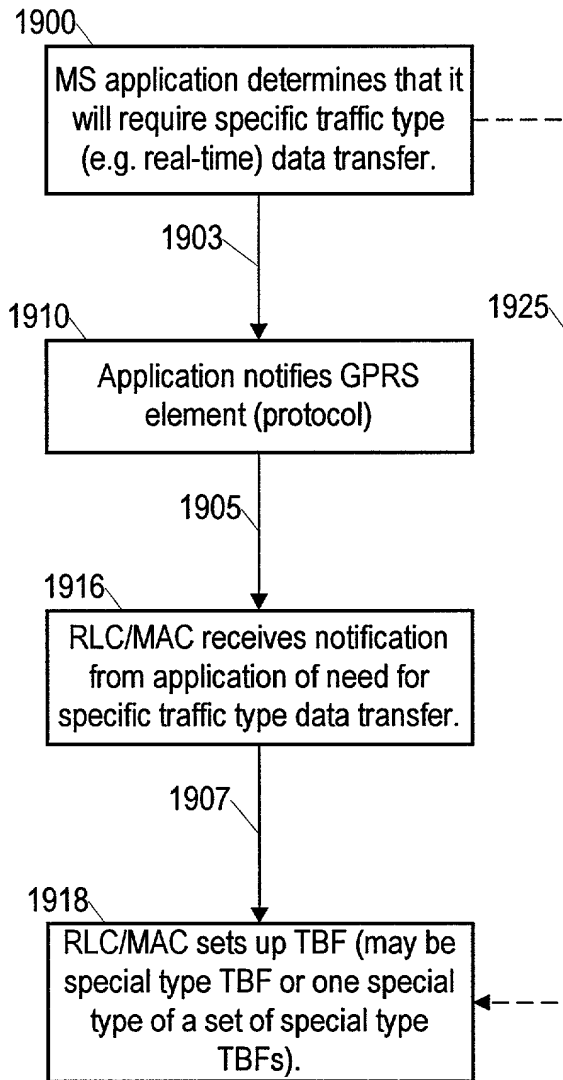 1900
MS application determines that it
will require specific traffic type
(e.g. real-time) data transfer.
1903
1910
1925
Application notifies GPRS
element (protocol)
1905
1916
RLC/MAC receives notification
from application of need for
specific traffic type data transfer.
1907
1918
RLC/MAC sets up TBF (may be
special type TBF or one special
type of a set of special type
TBFs).